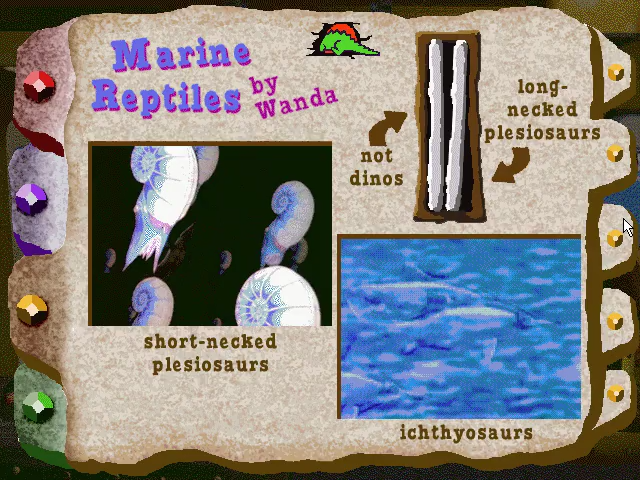 Marine
Reptiles by
Wanda
not
dinos
long-
necked
plesiosaurs
short-necked
plesiosaurs
ichthyosaurs